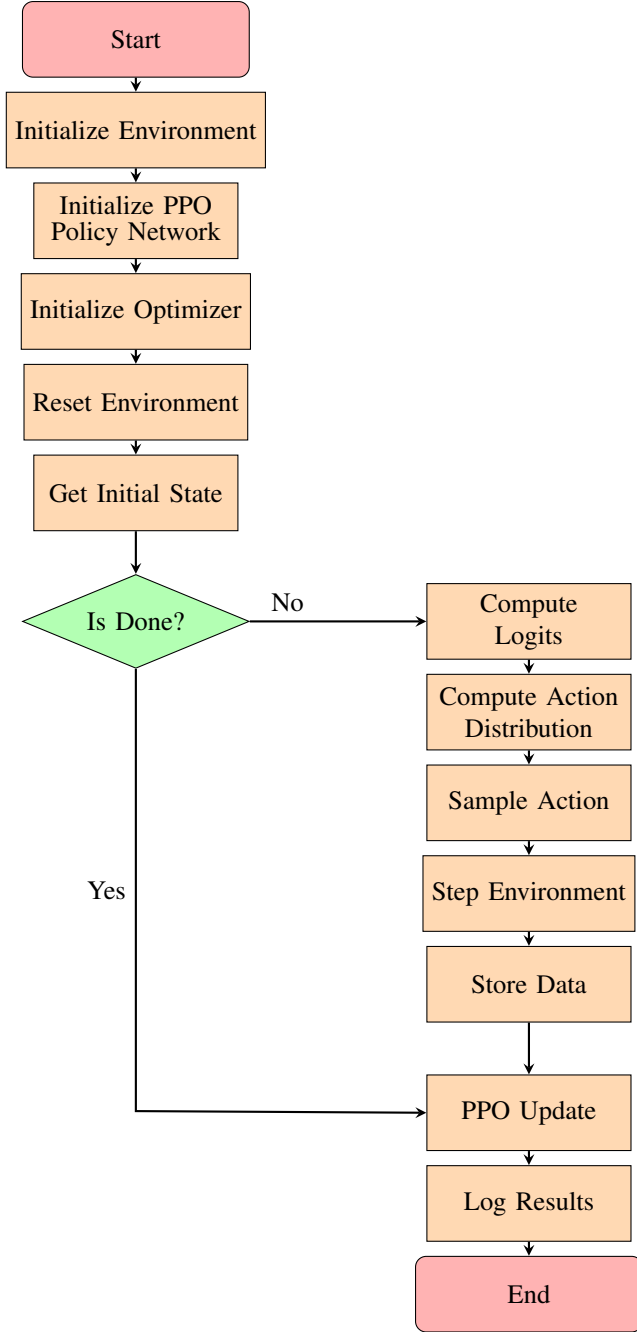 Start
Initialize Environment
Initialize PPO
Policy Network
Initialize Optimizer
Reset Environment
Get Initial State
Is Done?
No
Compute
Logits
Compute Action
Distribution
Sample Action
Step Environment
Yes
Store Data
PPO Update
Log Results
End